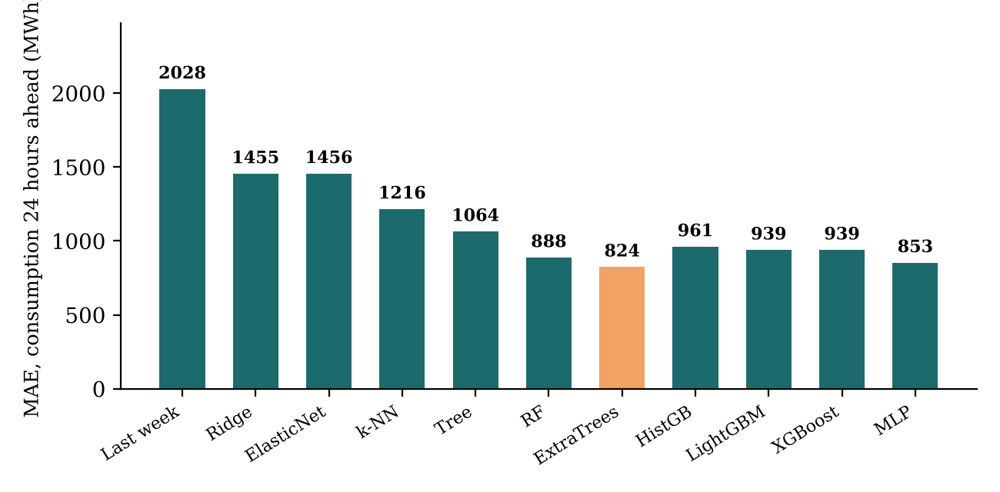 MAE, consumption 24 hours ahead (MWh)
2000
1500
1000
500
0
2028
1455
1456
1216
1064
888
824
961
939
939
853
Last week
Ridge
ElasticNet
k-NN
Tree
RF
ExtraTrees
HistGB
LightGBM
XGBoost
MLP